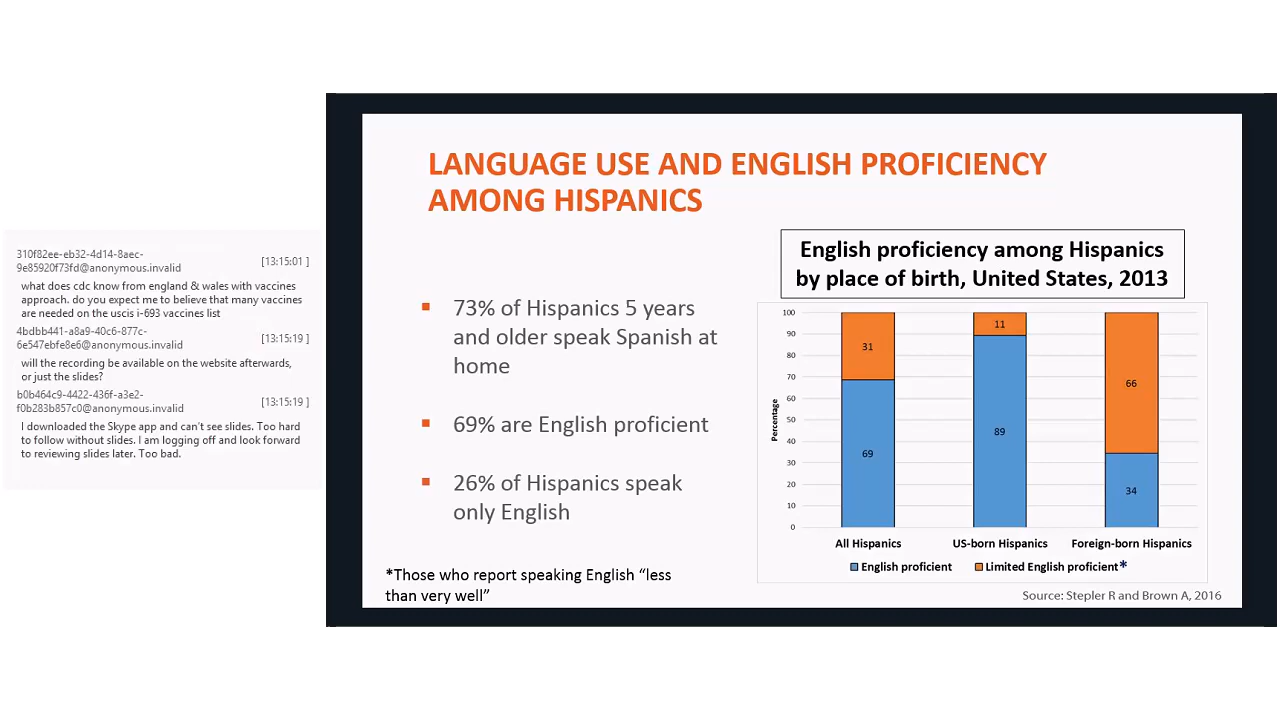 310f82ee-eb32-4d14-8aec-
9e85920f73fd@anonymous.invalid
[13:15:01 ]
what does cdc know from england & wales with vaccines
approach. do you expect me to believe that many vaccines
are needed on the uscis i-693 vaccines list
4bdbb441-a8a9-40c6-877c-
6e547ebfe8e6@anonymous.invalid
[13:15:19 ]
will the recording be available on the website afterwards,
or just the slides?
b0b464c9-4422-436f-a3e2-
f0b283b857c0@anonymous.invalid
[13:15:19 ]
I downloaded the Skype app and can't see slides. Too hard
to follow without slides. I am logging off and look forward
to reviewing slides later. Too bad.
LANGUAGE USE AND ENGLISH PROFICIENCY
AMONG HISPANICS
73% of Hispanics 5 years
and older speak Spanish at
home
69% are English proficient
26% of Hispanics speak
only English
*Those who report speaking English “less
than very well”
English proficiency among Hispanics
by place of birth, United States, 2013
Percentage
100
90
80
70
60
50
40
30
20
10
0
31
69
11
89
66
34
All Hispanics
US-born Hispanics
Foreign-born Hispanics
English proficient
Limited English proficient*
Source: Stepler R and Brown A, 2016